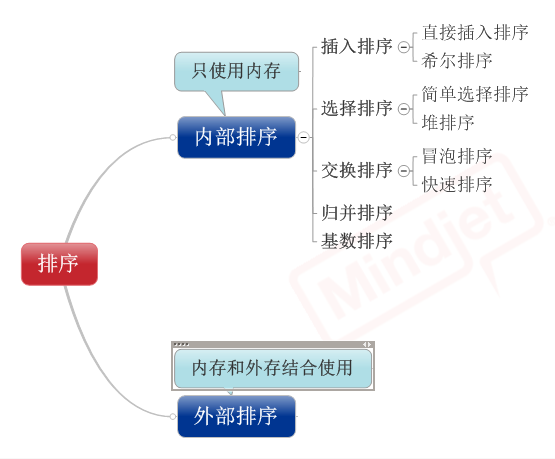 直接插入排序
插入排序
希尔排序
只使用内存
简单选择排序
选择排序
堆排序
内部排序
冒泡排序
交换排序
快速排序
归并排序
基数排序
排序
Mindjet
内存和外存结合使用
外部排序